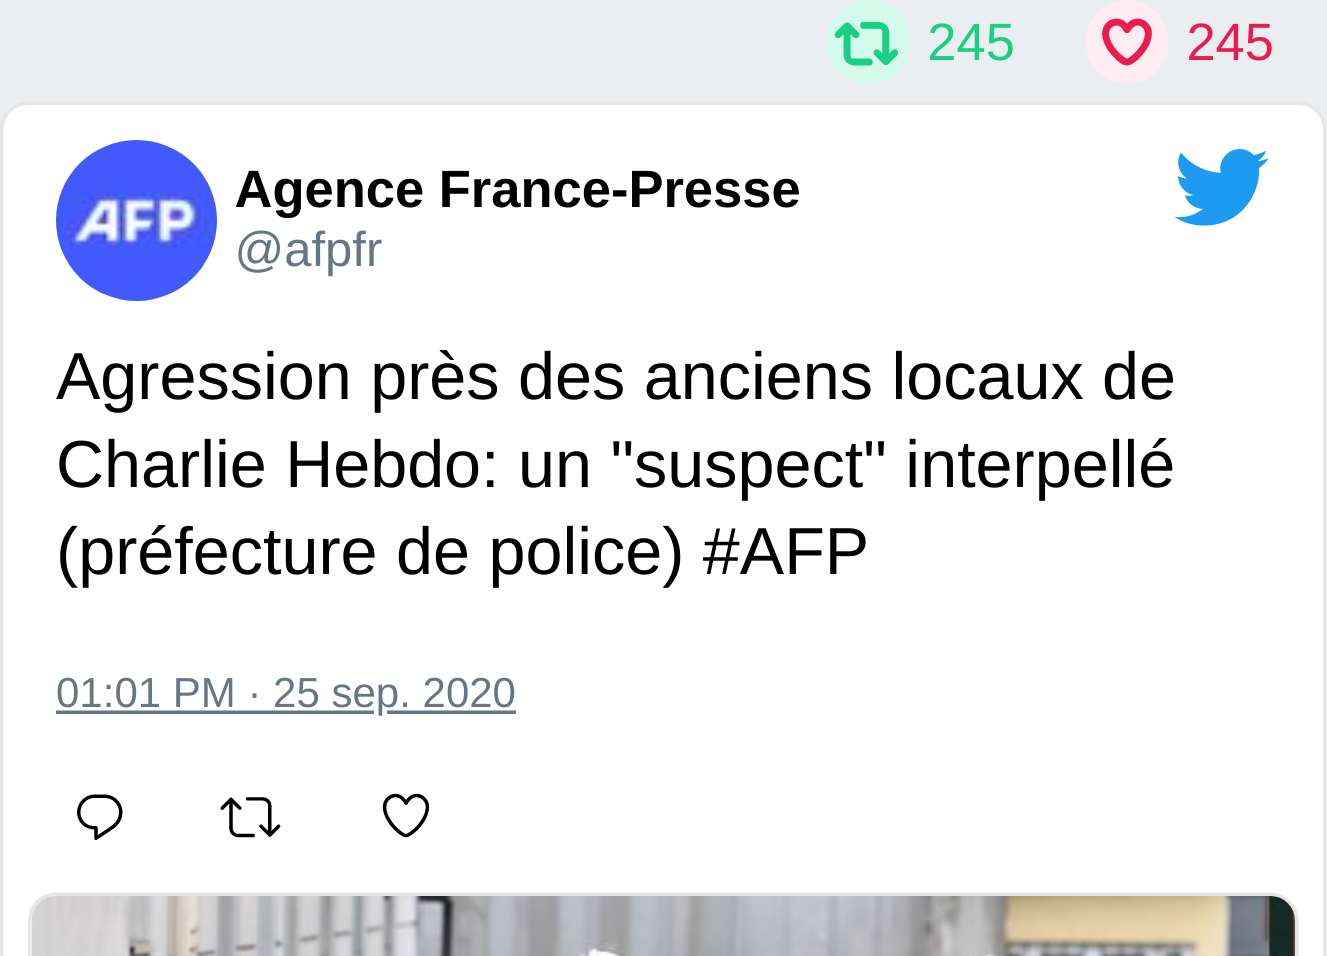 245 245
AFP
Agence France-Presse
@afpfr
Agression près des anciens locaux de
Charlie Hebdo: un "suspect" interpellé
(préfecture de police) #AFP
01:01 PM · 25 sep. 2020